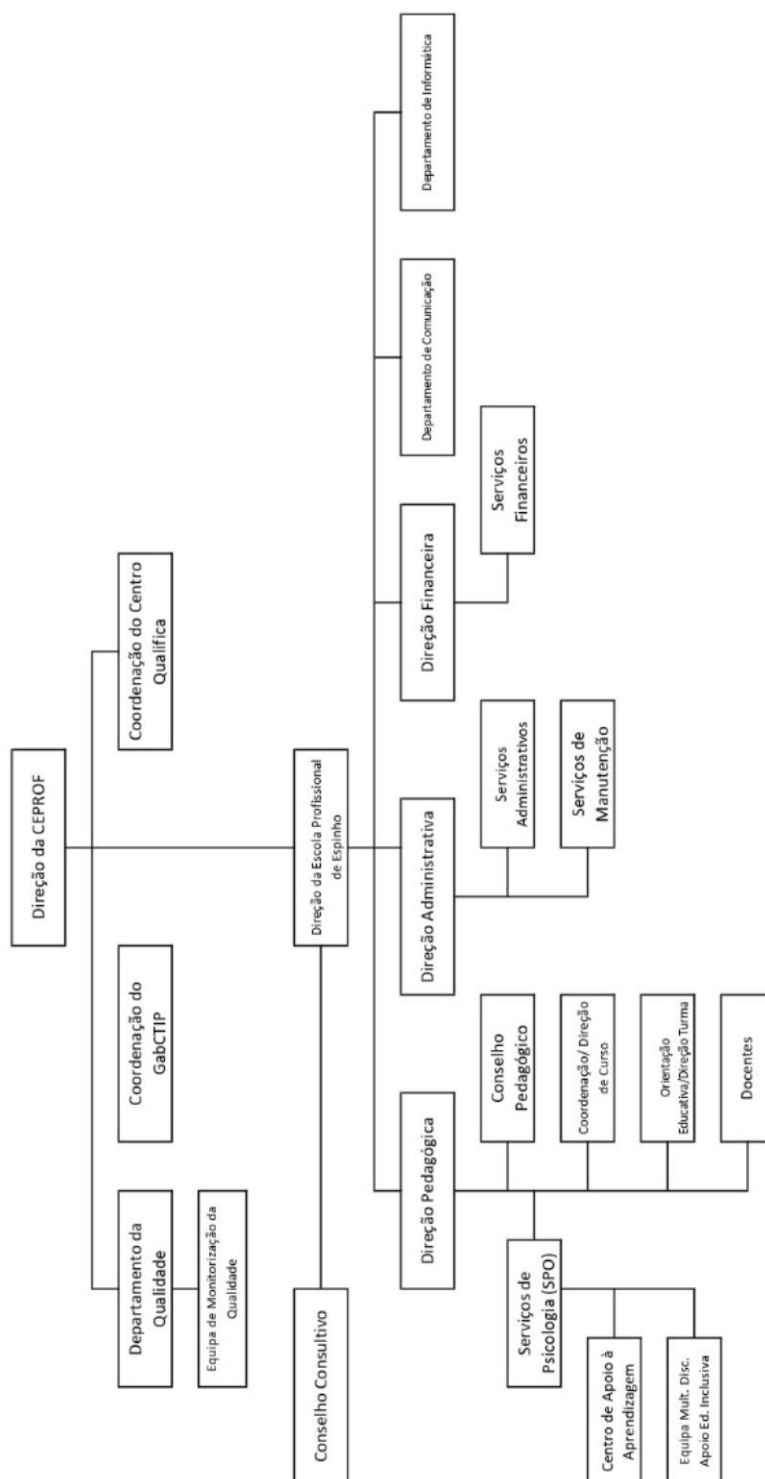 Direção da CEPROF
Departamento da
Qualidade
Equipa de Monitorização da
Qualidade
Coordenação do
GabCTIP
Coordenação do Centro
Qualifica
Conselho Consultivo
Direção da Escola Profissional
de Espinho
Direção Pedagógica
Direção Administrativa
Direção Financeira
Departamento de Comunicação
Departamento de Informática
Serviços de
Psicologia (SPO)
Centro de Apoio à
Aprendizagem
Equipa Mult. Disc.
Apoio Ed. Inclusiva
Conselho
Pedagógico
Coordenação/ Direção
de Curso
Orientação
Educativa/Direção Turma
Docentes
Serviços
Administrativos
Serviços de
Manutenção
Serviços
Financeiros